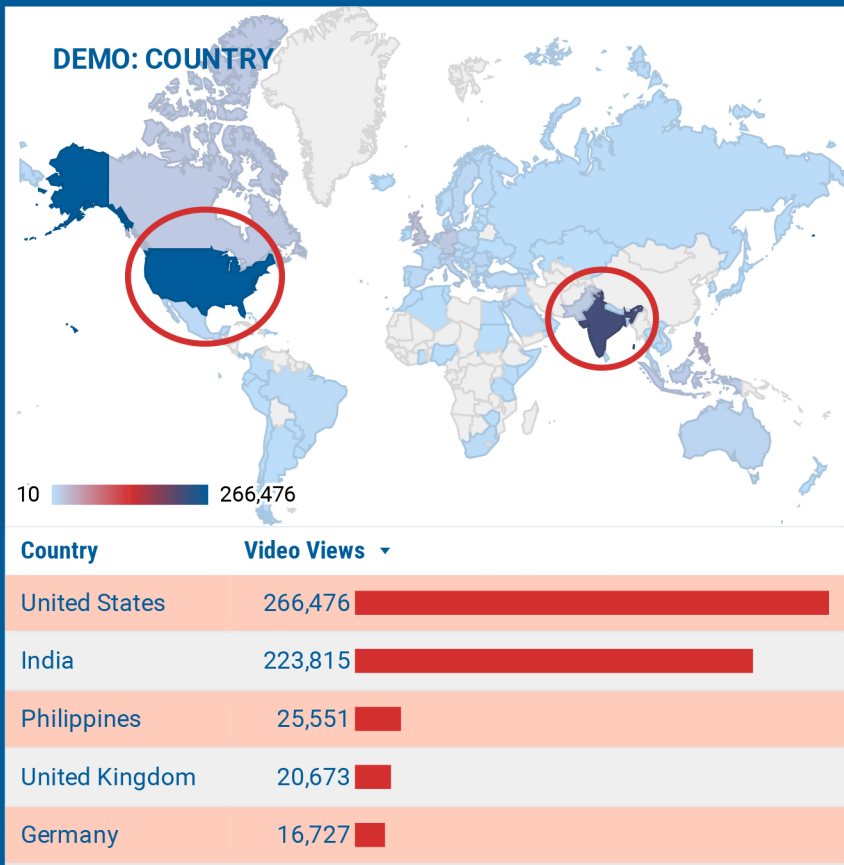 DEMO: COUNTRY
10 266,476
Country Video Views
United States 266,476
India 223,815
Philippines 25,551
United Kingdom 20,673
Germany 16,727